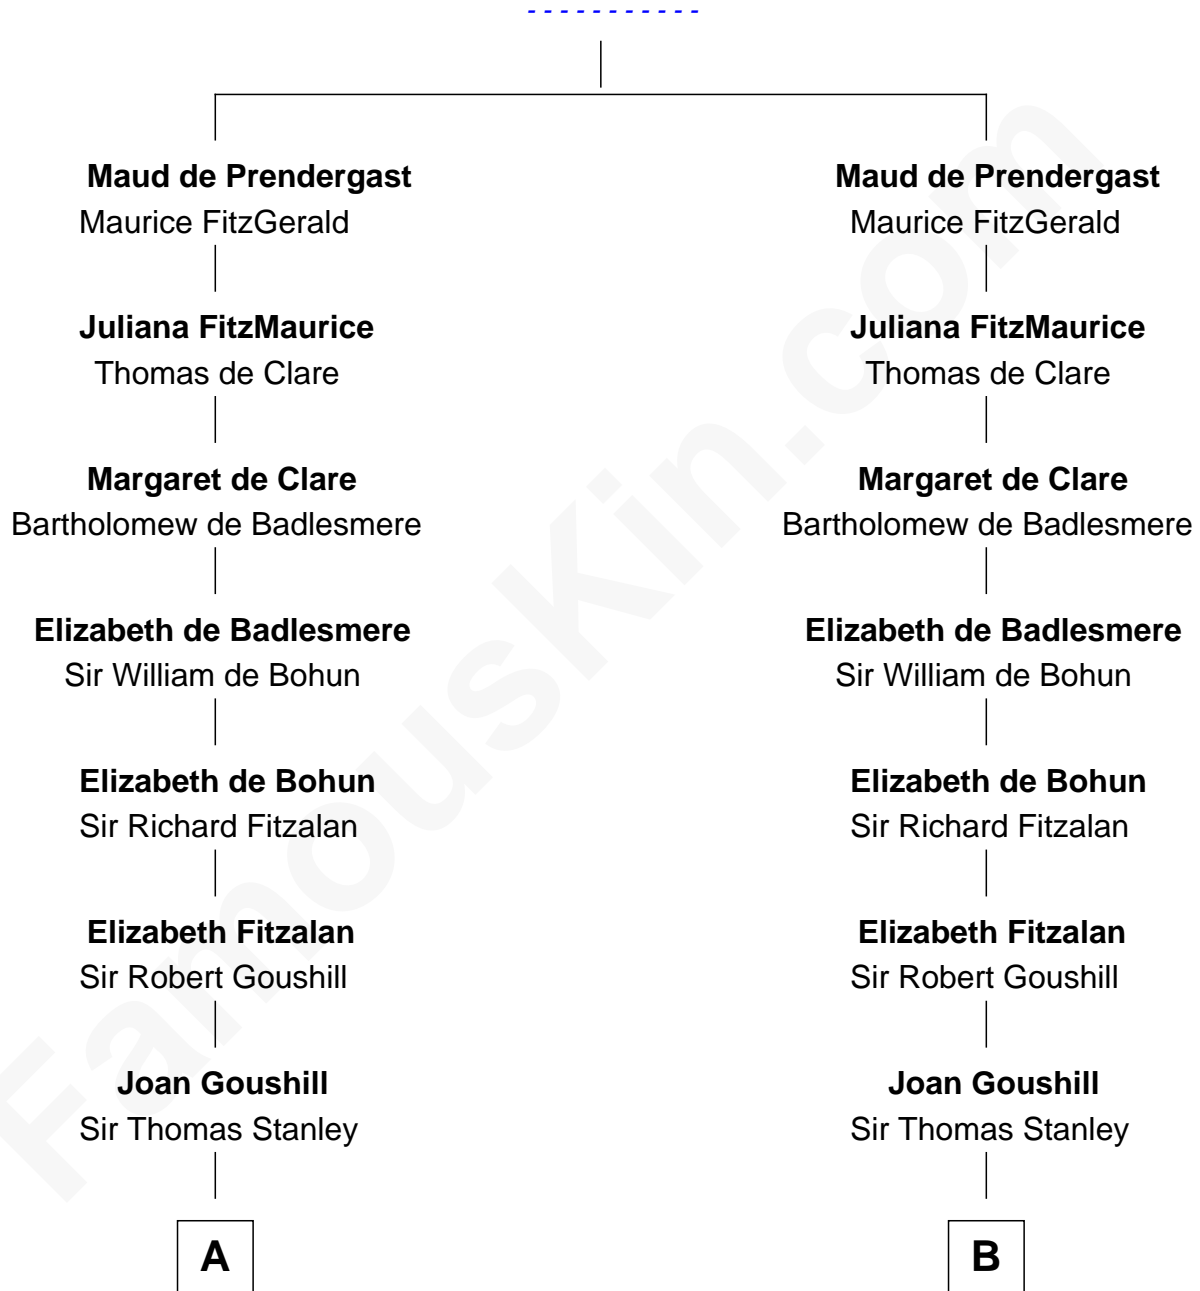 - - - - - - - - - - -
Maud de Prendergast
Maurice FitzGerald
Juliana FitzMaurice
Thomas de Clare
Margaret de Clare
Bartholomew de Badlesmere
Elizabeth de Badlesmere
Sir William de Bohun
Elizabeth de Bohun
Sir Richard Fitzalan
Elizabeth Fitzalan
Sir Robert Goushill
Joan Goushill
Sir Thomas Stanley
A
Maud de Prendergast
Maurice FitzGerald
Juliana FitzMaurice
Thomas de Clare
Margaret de Clare
Bartholomew de Badlesmere
Elizabeth de Badlesmere
Sir William de Bohun
Elizabeth de Bohun
Sir Richard Fitzalan
Elizabeth Fitzalan
Sir Robert Goushill
Joan Goushill
Sir Thomas Stanley
B
FamousKin.com